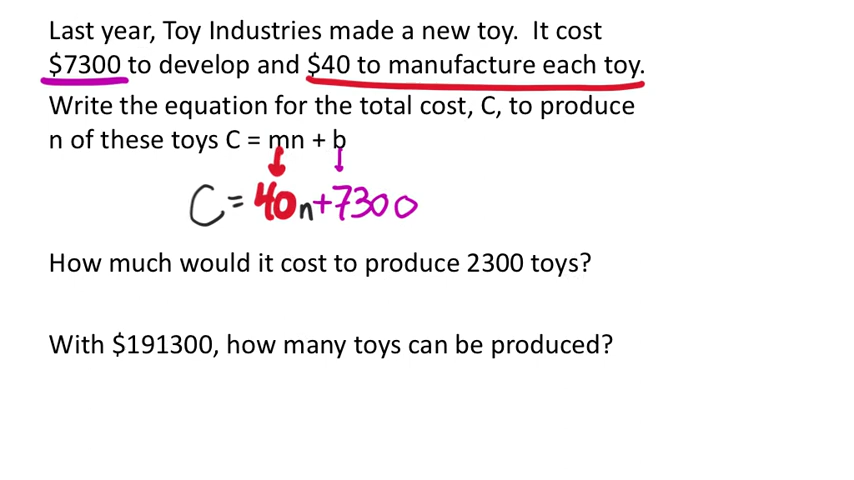 Last year, Toy Industries made a new toy. It cost
$7300 to develop and $40 to manufacture each toy.
Write the equation for the total cost, C, to produce
n of these toys C = mn + b
C = 40n+7300
How much would it cost to produce 2300 toys?
With $191300, how many toys can be produced?